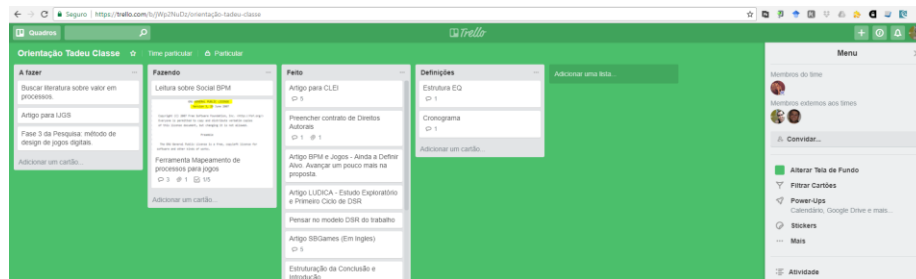 Seguro | https://trello.com/b/jWp2NuDz/orientação-tadeu-classe
Quadros
Trello
Orientação Tadeu Classe
Time particular
Particular
A fazer
Buscar literatura sobre valor em
processos.
Artigo para IJGS
Fase 3 da Pesquisa: método de
design de jogos digitais.
Adicionar um cartão...
Fazendo
Leitura sobre Social BPM
Ferramenta Mapeamento de
processos para jogos
3 1 1/5
Adicionar um cartão...
Feito
Artigo para CLEI
5
Preencher contrato de Direitos
Autorais
1 1
Artigo BPM e Jogos - Ainda a Definir
Alvo. Avançar um pouco mais na
proposta.
Artigo LUDICA - Estudo Exploratório
e Primeiro Ciclo de DSR
Pensar no modelo DSR do trabalho
Artigo SBGames (Em Ingles)
5
Estruturação da Conclusão e
Introdução
Definições
Estrutura EQ
1
Cronograma
1
Adicionar um cartão...
Adicionar uma lista...
Menu
Membros do time
Membros externos aos times
Convidar...
Alterar Tela de Fundo
Filtrar Cartões
Power-Ups
Calendário, Google Drive e mais...
Stickers
Mais
Atividade